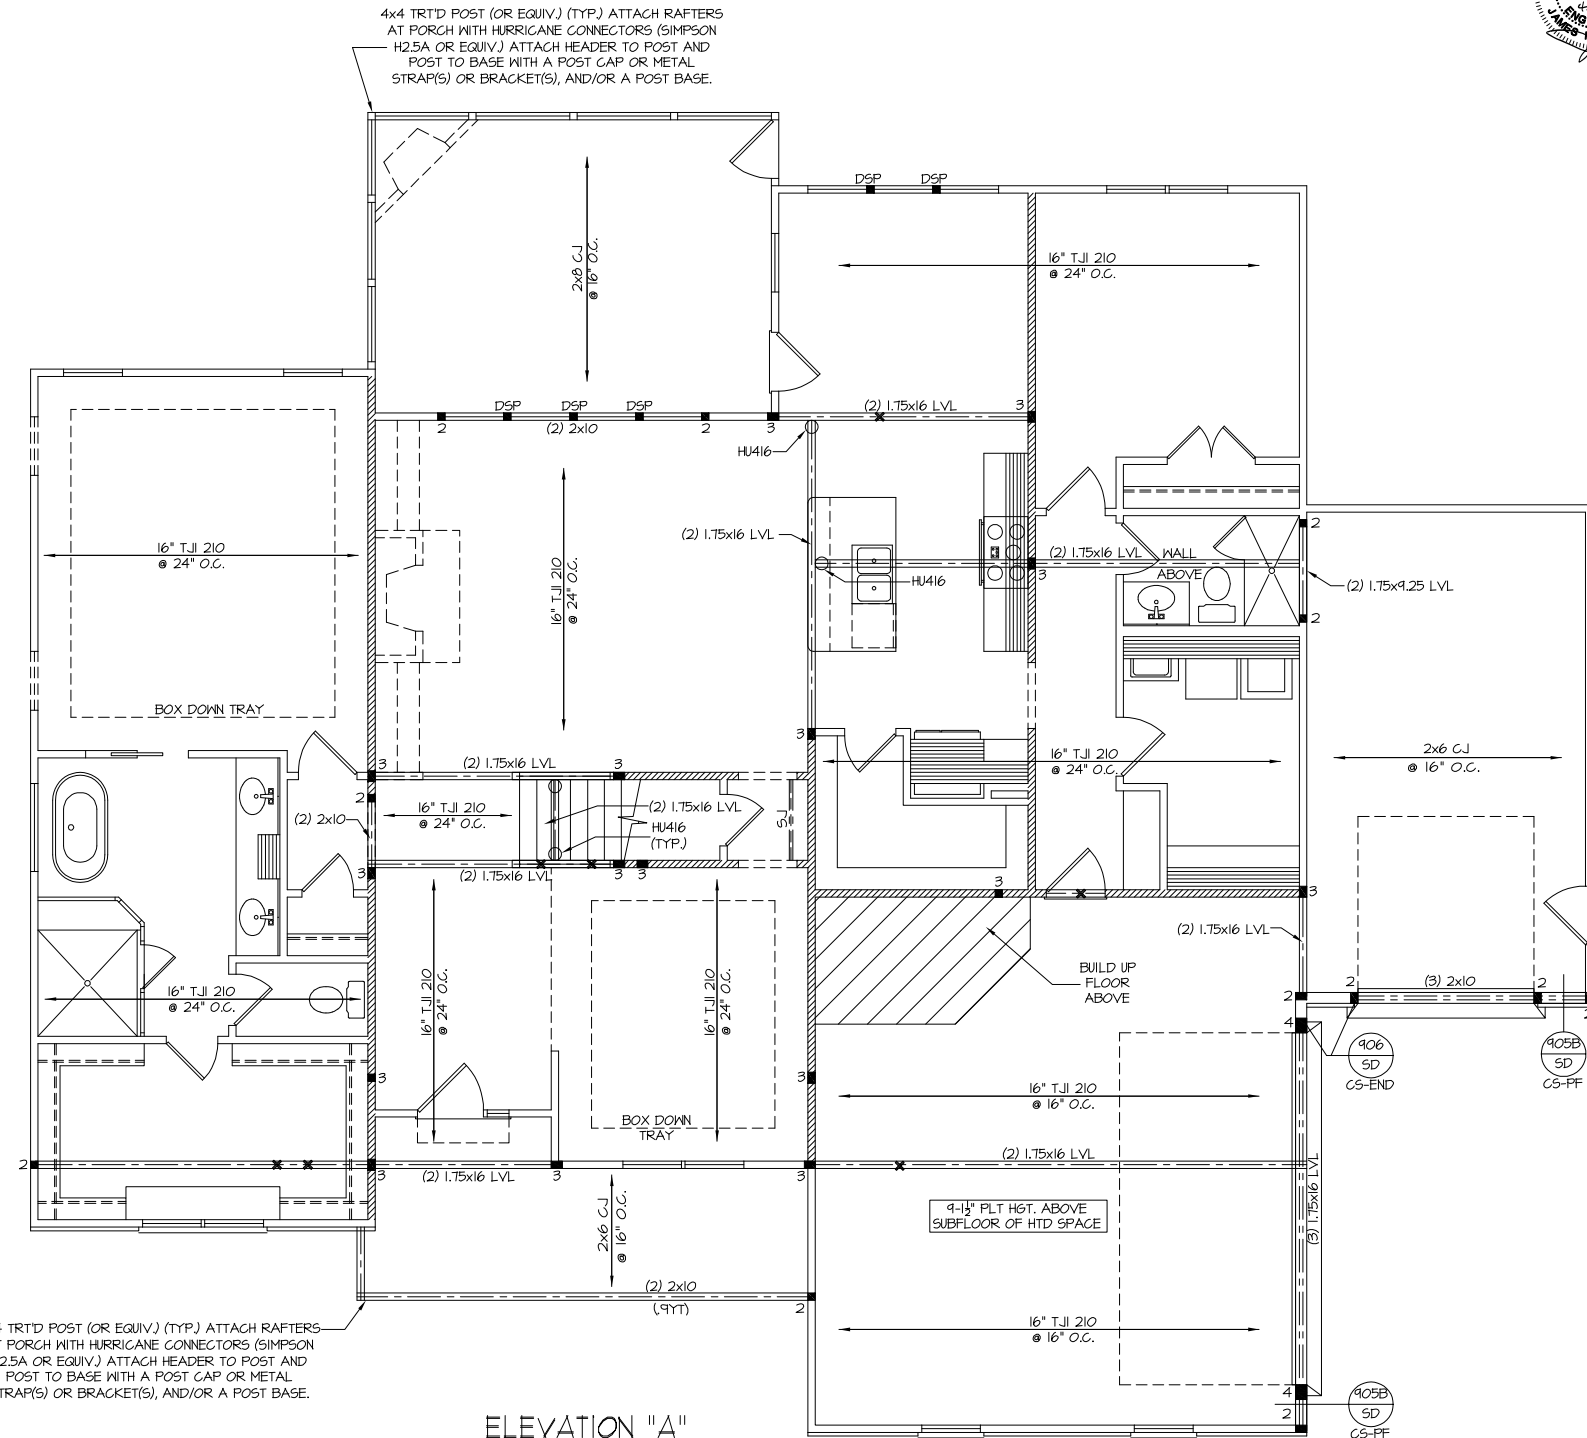 4x4 TRT'D POST (OR EQUIV.) (TYP.) ATTACH RAFTERS
AT PORCH WITH HURRICANE CONNECTORS (SIMPSON
H2.5A OR EQUIV.) ATTACH HEADER TO POST AND
POST TO BASE WITH A POST CAP OR METAL
STRAP(S) OR BRACKET(S), AND/OR A POST BASE.
ENG
JAMES
DSP
DSP
2x8 CJ
@ 16" O.C.
16" TJI 210
@ 24" O.C.
DSP
DSP
DSP
2
(2) 2x10
2
3
(2) 1.75x16 LVL
3
HU416
16" TJI 210
@ 24" O.C.
16" TJI 210
@ 24" O.C.
(2) 1.75x16 LVL
HU416
(2) 1.75x16 LVL
3
WALL
ABOVE
2
(2) 1.75x9.25 LVL
2
BOX DOWN TRAY
3
3
(2) 1.75x16 LVL
3
16" TJI 210
@ 24" O.C.
2x6 CJ
@ 16" O.C.
2
(2) 2x10
3
16" TJI 210
@ 24" O.C.
(2) 1.75x16 LVL
HU416
(TYP.)
SJ
(2) 1.75x16 LVL
3
3
3
3
16" TJI 210
@ 24" O.C.
16" TJI 210
@ 24" O.C.
16" TJI 210
@ 24" O.C.
(2) 1.75x16 LVL
BUILD UP
FLOOR
ABOVE
2
4
2
(3) 2x10
2
906
SD
CS-END
905B
SD
CS-PF
3
3
16" TJI 210
@ 16" O.C.
BOX DOWN
TRAY
2
3
(2) 1.75x16 LVL
3
3
(2) 1.75x16 LVL
(3) 1.75x16 LVL
2x6 CJ
@ 16" O.C.
9-1½" PLT HGT. ABOVE
SUBFLOOR OF HTD SPACE
(2) 2x10
(.9YT)
2
16" TJI 210
@ 16" O.C.
TRT'D POST (OR EQUIV.) (TYP.) ATTACH RAFTERS
PORCH WITH HURRICANE CONNECTORS (SIMPSON
2.5A OR EQUIV.) ATTACH HEADER TO POST AND
POST TO BASE WITH A POST CAP OR METAL
TRAP(S) OR BRACKET(S), AND/OR A POST BASE.
4
2
905B
SD
CS-PF
ELEVATION "A"